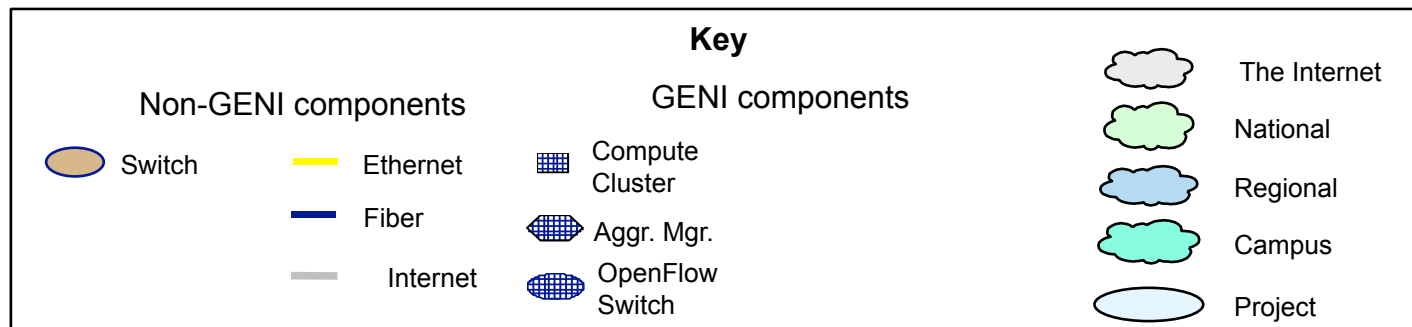 Key
Non-GENI components
Switch
Ethernet
Fiber
Internet
GENI components
Compute
Cluster
Aggr. Mgr.
OpenFlow
Switch
The Internet
National
Regional
Campus
Project